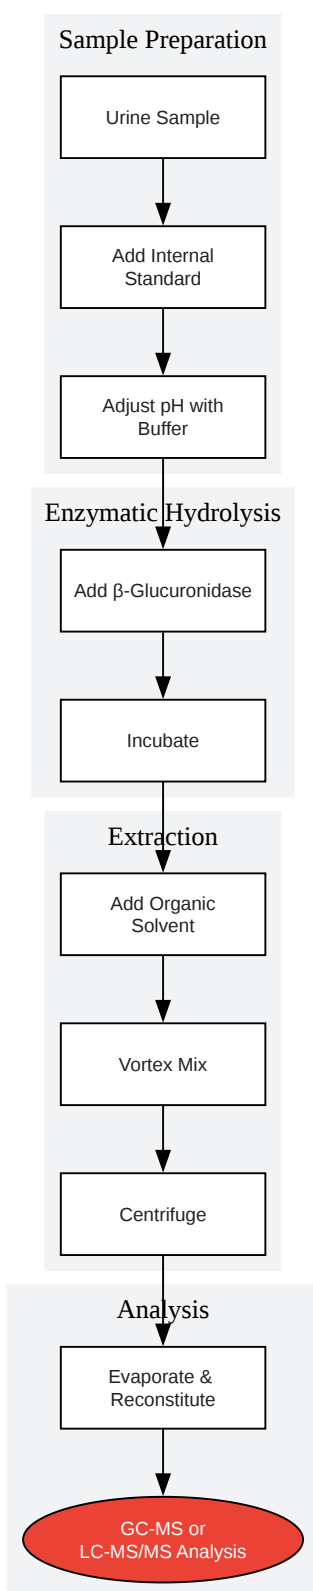 Sample Preparation
Urine Sample
Add Internal
Standard
Adjust pH with
Buffer
Enzymatic Hydrolysis
Add β-Glucuronidase
Incubate
Extraction
Add Organic
Solvent
Vortex Mix
Centrifuge
Analysis
Evaporate &
Reconstitute
GC-MS or
LC-MS/MS Analysis